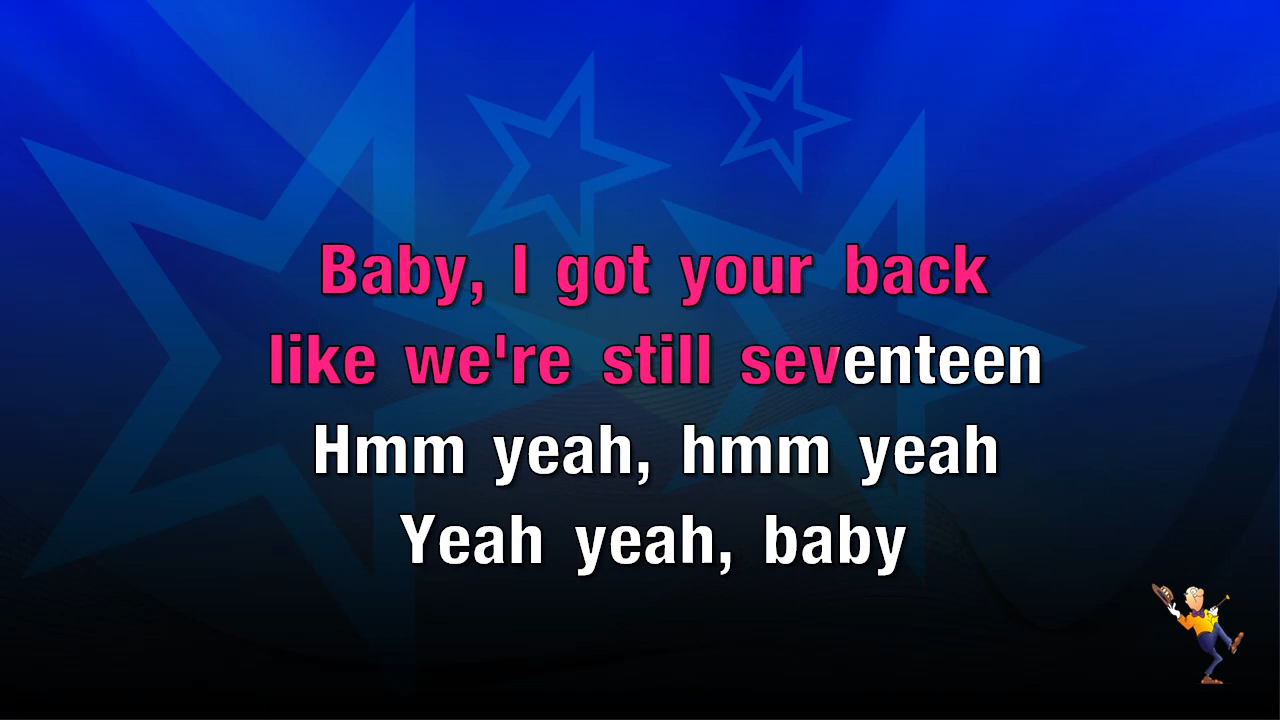 Baby, I got your back
like we're still seventeen
Hmm yeah, hmm yeah
Yeah yeah, baby